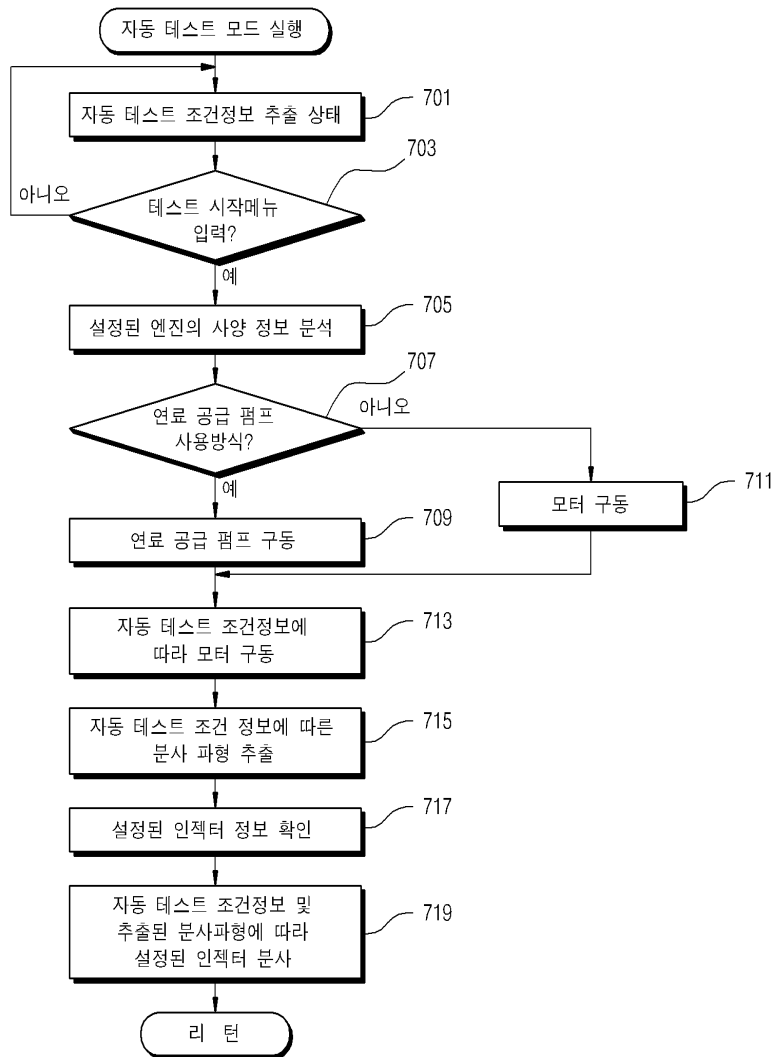 자동 테스트 모드 실행
자동 테스트 조건정보 추출 상태
701
703
아니오
테스트 시작메뉴
입력?
예
설정된 엔진의 사양 정보 분석
705
707
연료 공급 펌프
사용방식?
아니오
예
모터 구동
711
연료 공급 펌프 구동
709
자동 테스트 조건정보에
따라 모터 구동
713
자동 테스트 조건 정보에 따른
분사 파형 추출
715
설정된 인젝터 정보 확인
717
자동 테스트 조건정보 및
추출된 분사파형에 따라
설정된 인젝터 분사
719
리 턴